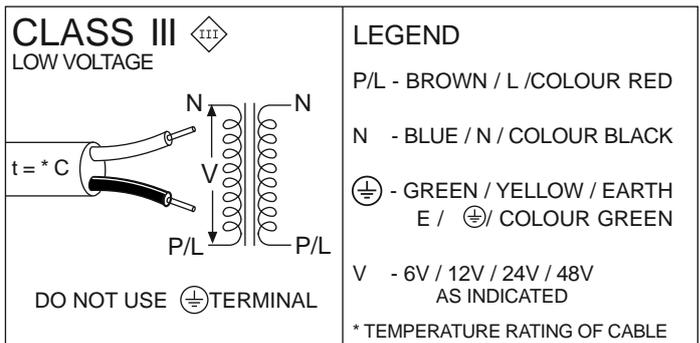 CLASS III III
LOW VOLTAGE
N N
t = * C
V
P/L P/L
DO NOT USE TERMINAL
LEGEND
P/L - BROWN / L /COLOUR RED
N - BLUE / N / COLOUR BLACK
- GREEN / YELLOW / EARTH
E / / COLOUR GREEN
V - 6V / 12V / 24V / 48V
AS INDICATED
* TEMPERATURE RATING OF CABLE